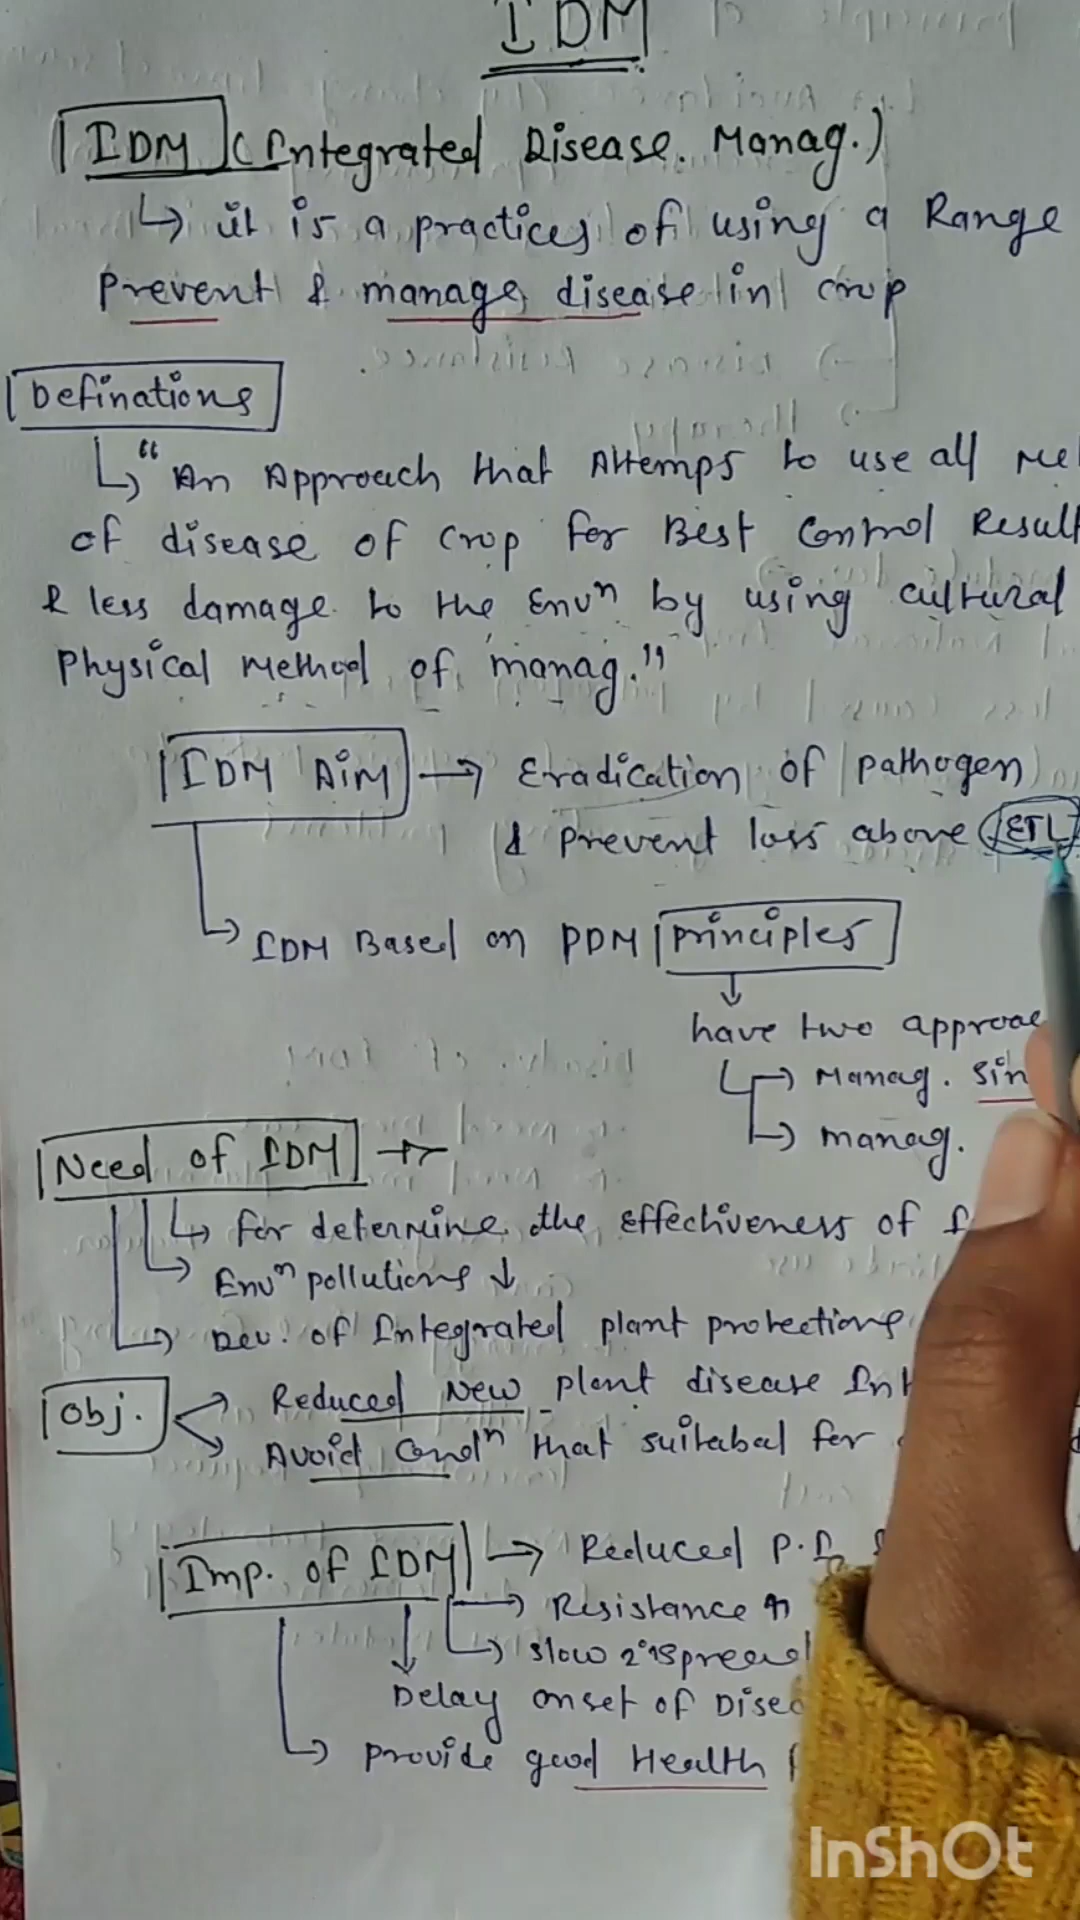 IDM
IDM (Integrated Disease. Manag.)
↳ it is a practices of using a Range
Prevent & manage disease in crop
Definations
↳ "An Approach that Attemps to use all
of disease of crop for Best Control Result
& less damage to the Envⁿ by using cultural
Physical Method of manag."
IDM Aim → Eradication of pathogen
& prevent loss above ETL
↳ IDM Based on PDM principles
↓
have two
→ Manag.
→ manag.
Need of IDM →
↳ for determine the effectiveness of
→ Envⁿ pollutions ↓
→ Dev. of Integrated plant protections
Obj. → Reduced New plant disease
→ Avoid Condⁿ that suitabal for
Imp. of IDM → Reduced P.I.
→ Resistance ↑
→ slow 2° spread
Delay onset of
→ provide good Health
InShOt